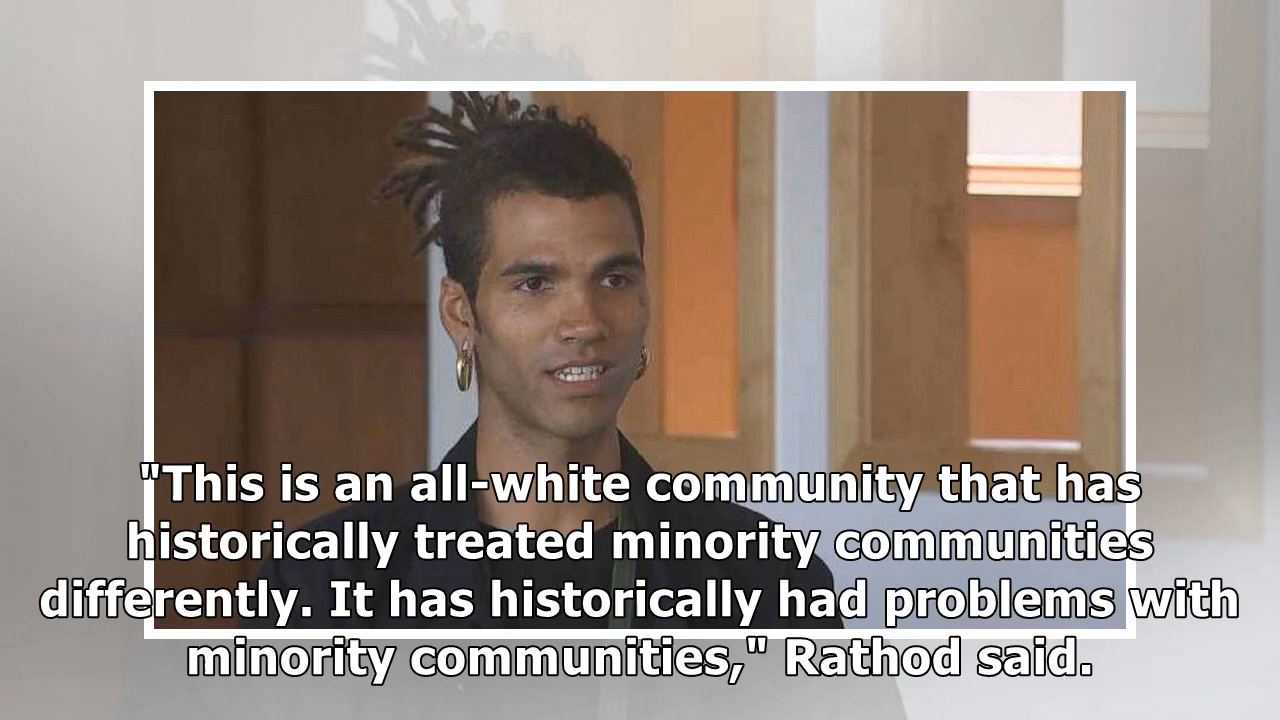 "This is an all-white community that has
historically treated minority communities
differently. It has historically had problems with
minority communities," Rathod said.